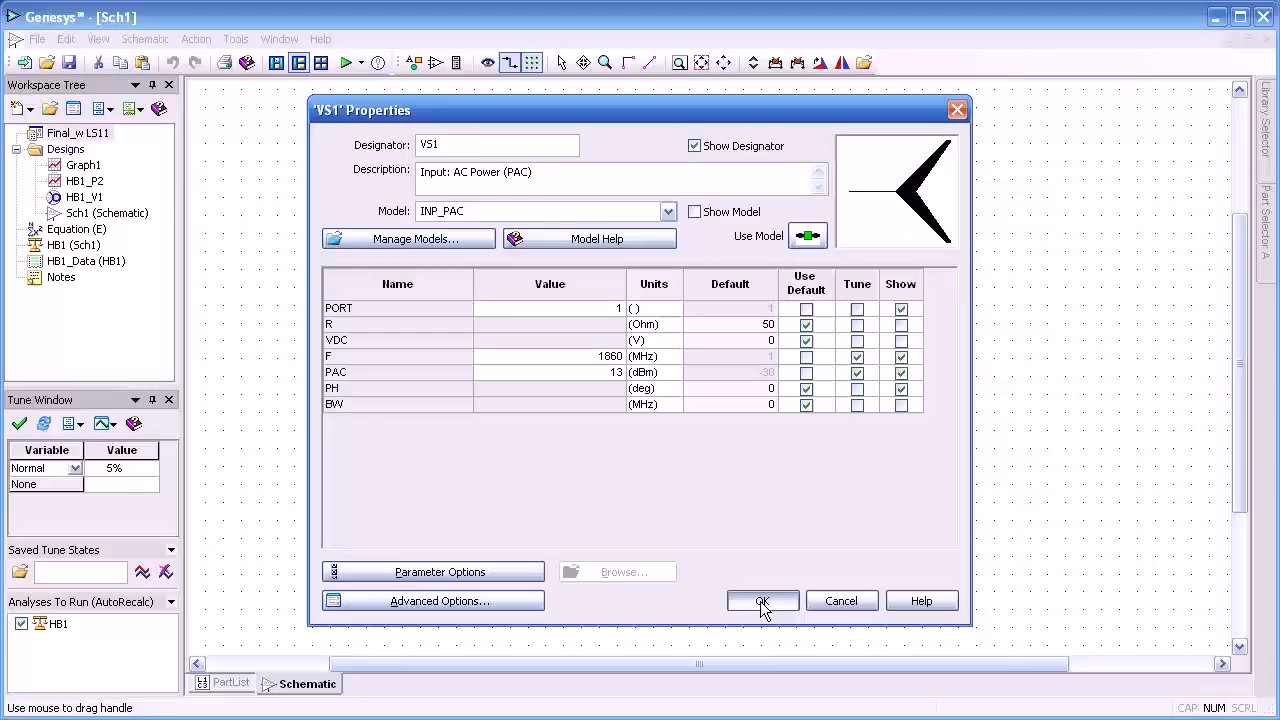 Genesys™ - [Sch1]
File Edit View Schematic Action Tools Window Help
Workspace Tree
Final_w LS11
Designs
Graph1
HB1_P2
HB1_V1
Sch1 (Schematic)
Equation (E)
HB1 (Sch1)
HB1_Data (HB1)
Notes
Tune Window
Variable Value
Normal 5%
None
Saved Tune States
Analyses To Run (AutoRecalc)
HB1
'VS1' Properties
Designator: VS1 Show Designator
Description: Input: AC Power (PAC)
Model: INP_PAC Show Model
Manage Models... Model Help Use Model
Name Value Units Default Use Default Tune Show
PORT 1 ( ) 1
R (Ohm) 50
VDC (V) 0
F 1860 (MHz) 1
PAC 13 (dBm) -30
PH (deg) 0
BW (MHz) 0
Parameter Options Browse...
Advanced Options... OK Cancel Help
Library Selector
Part Selector A
PartList Schematic
Use mouse to drag handle CAP NUM SCRL